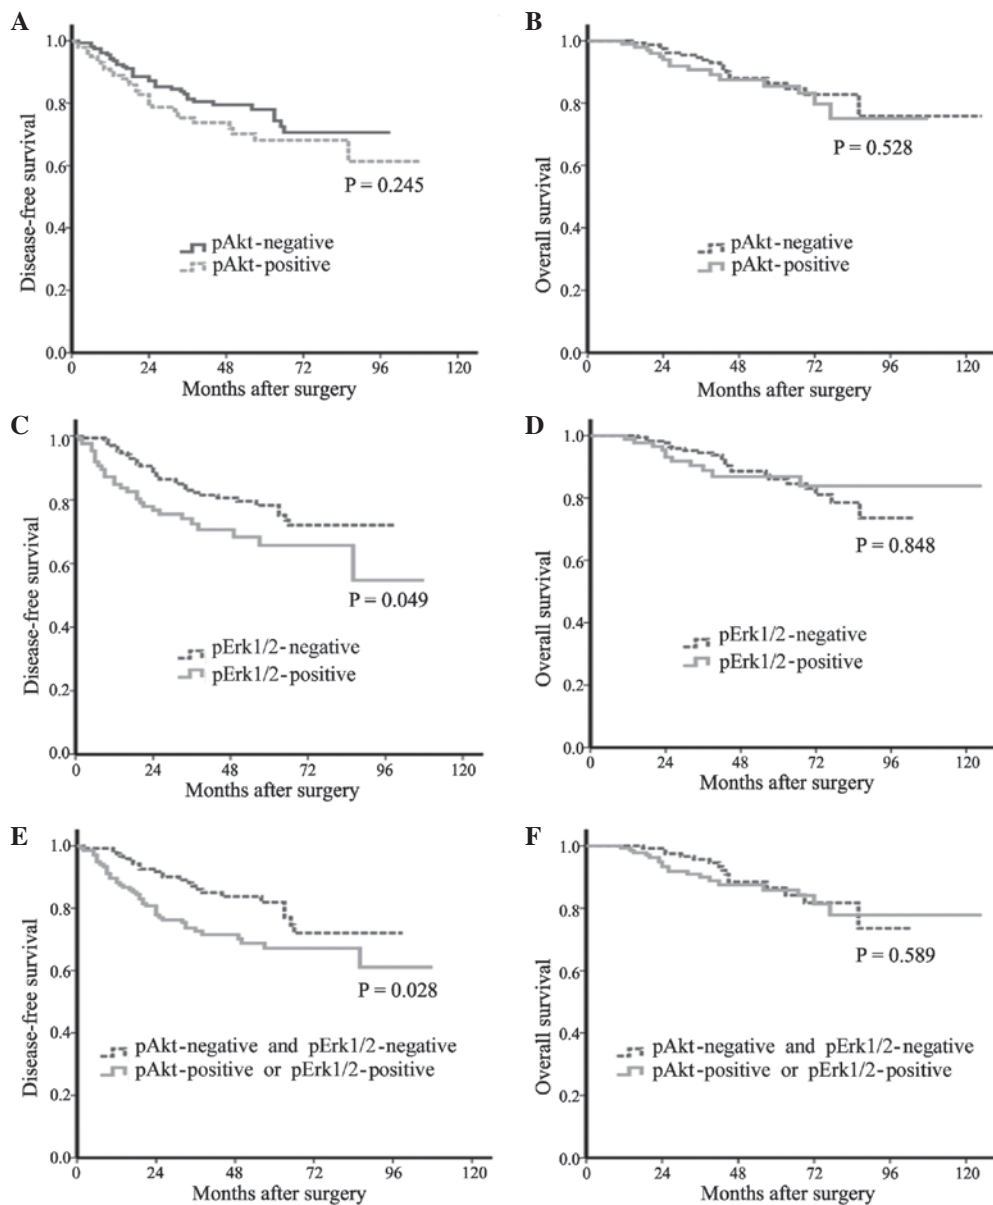 A
1.0
0.8
0.6
0.4
0.2
0.0
Disease-free survival
P = 0.245
pAkt-negative
pAkt-positive
0 24 48 72 96 120
Months after surgery
B
1.0
0.8
0.6
0.4
0.2
0.0
Overall survival
P = 0.528
pAkt-negative
pAkt-positive
0 24 48 72 96 120
Months after surgery
C
1.0
0.8
0.6
0.4
0.2
0.0
Disease-free survival
P = 0.049
pErk1/2-negative
pErk1/2-positive
0 24 48 72 96 120
Months after surgery
D
1.0
0.8
0.6
0.4
0.2
0.0
Overall survival
P = 0.848
pErk1/2-negative
pErk1/2-positive
0 24 48 72 96 120
Months after surgery
E
1.0
0.8
0.6
0.4
0.2
0.0
Disease-free survival
P = 0.028
pAkt-negative and pErk1/2-negative
pAkt-positive or pErk1/2-positive
0 24 48 72 96 120
Months after surgery
F
1.0
0.8
0.6
0.4
0.2
0.0
Overall survival
P = 0.589
pAkt-negative and pErk1/2-negative
pAkt-positive or pErk1/2-positive
0 24 48 72 96 120
Months after surgery